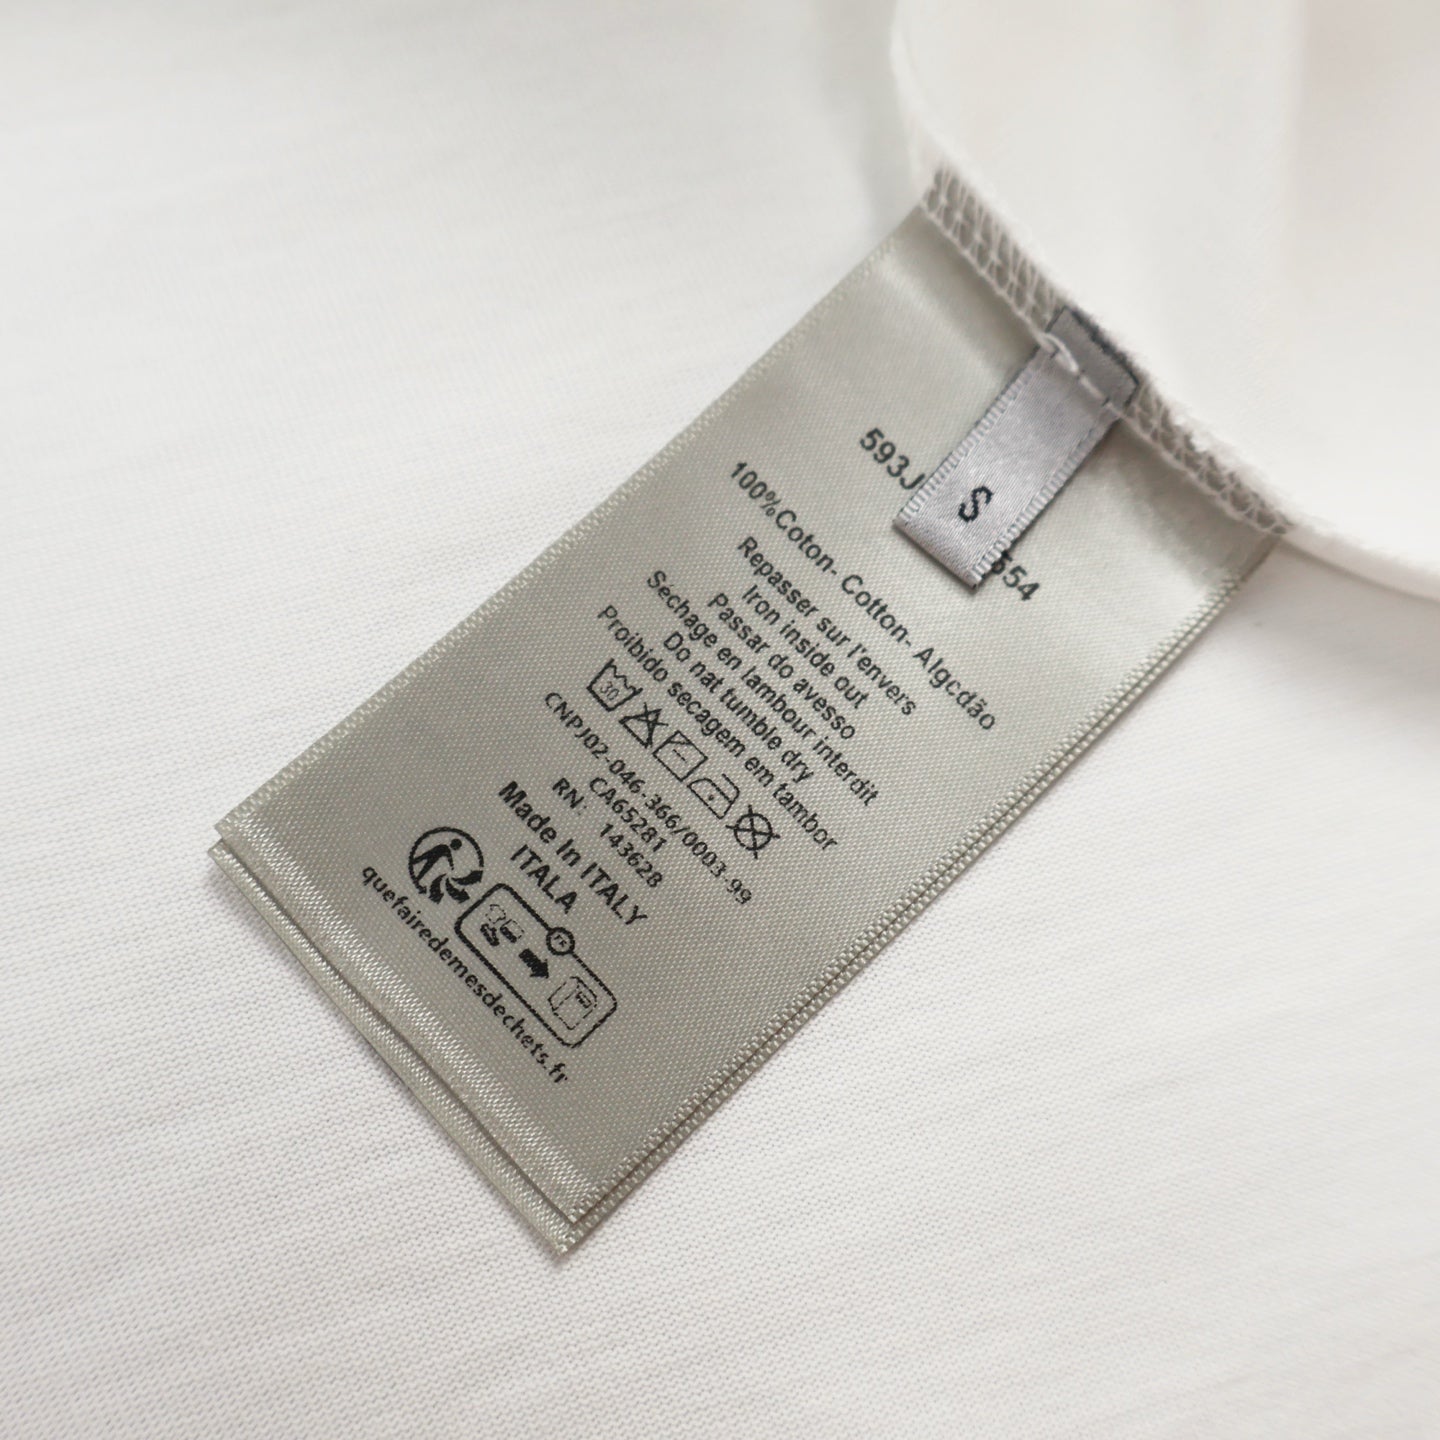 593J
S
554
100%Coton- Cotton- Algcdão
Repasser sur l'envers
Iron inside out
Passar do avesso
Séchage en lambour interdit
Do nat tumble dry
Proibido secagem em tambor
30
CNPJ02-046-366/0003-99
CA65281
RN: 143628
Made In ITALY
ITALA
FR
quefairedemesdechets.fr